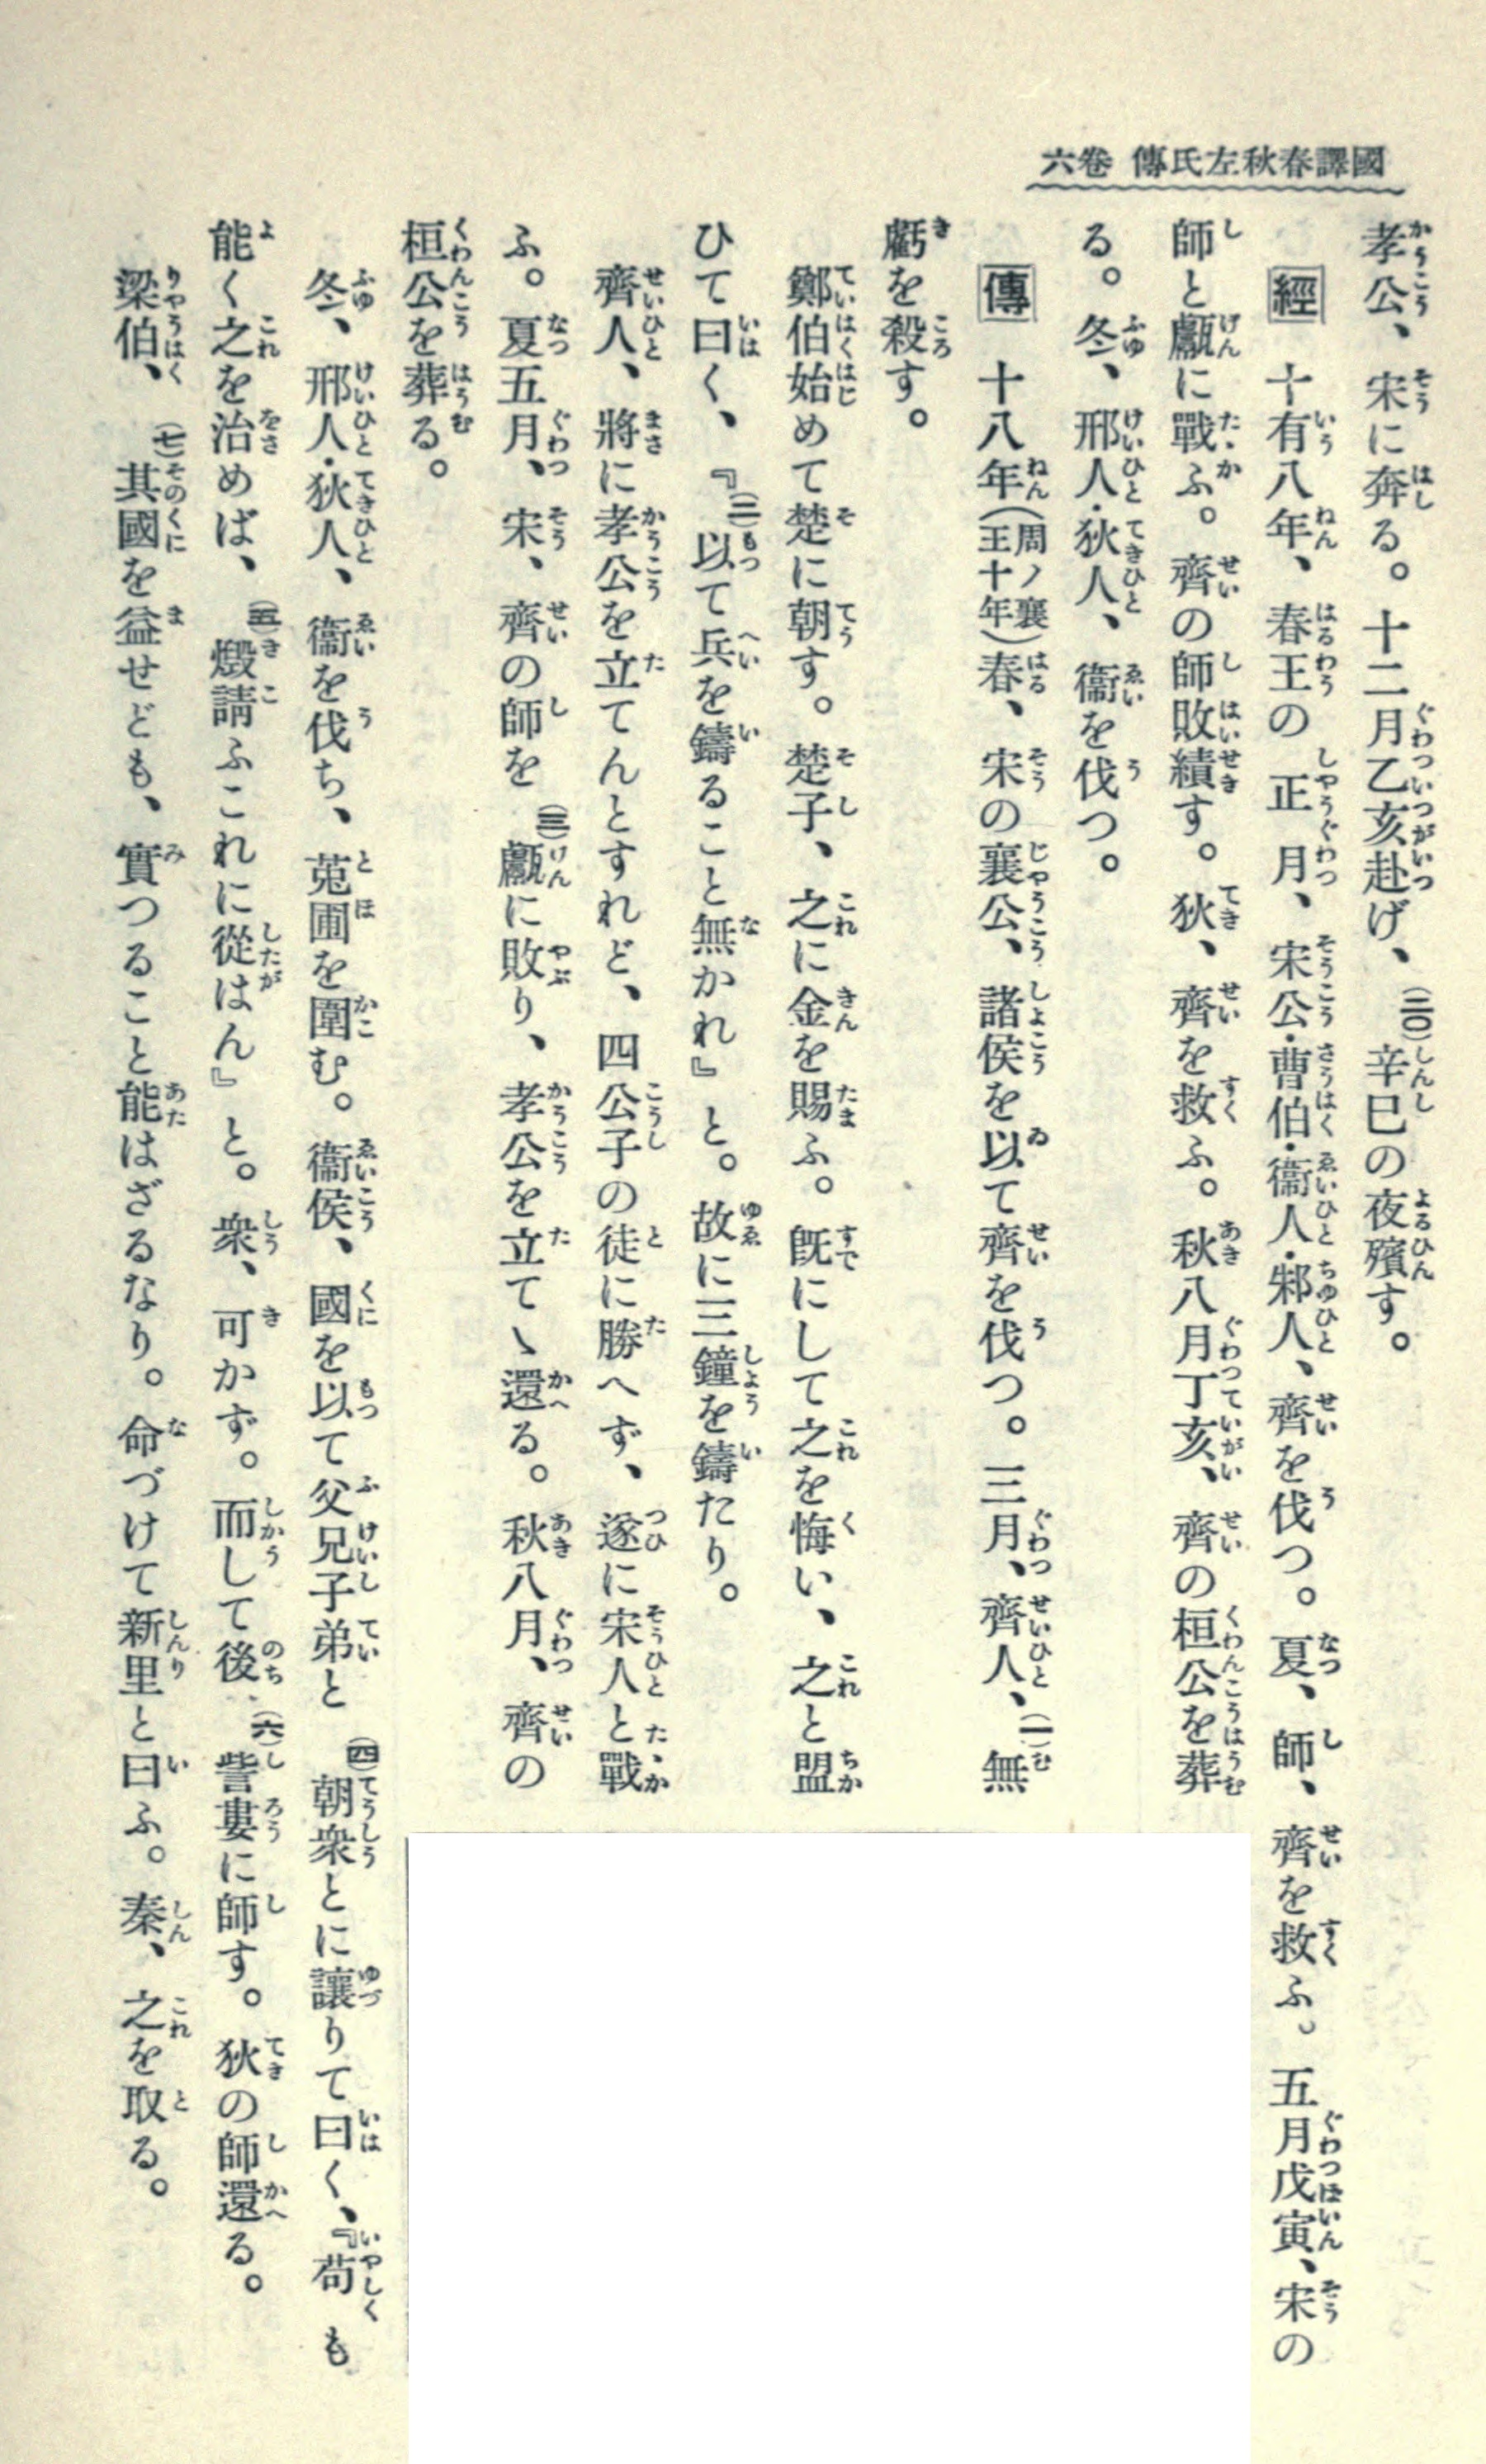 國譯春秋左氏傳 卷六
孝公、宋に奔る。十二月乙亥赴げ、(二〇)辛巳の夜殯す。
經 十有八年、春王の正月、宋公・曹伯・衞人・邾人、齊を伐つ。夏、師、齊を救ふ。五月戊寅、宋の
師と甗に戰ふ。齊の師敗績す。狄、齊を救ふ。秋八月丁亥、齊の桓公を葬
る。冬、邢人・狄人、衞を伐つ。
傳 十八年(周ノ襄王十年)春、宋の襄公、諸侯を以て齊を伐つ。三月、齊人、(一)無
虧を殺す。
鄭伯始めて楚に朝す。楚子、之に金を賜ふ。既にして之を悔い、之と盟
ひて曰く、『(二)以て兵を鑄ること無かれ』と。故に三鐘を鑄たり。
齊人、將に孝公を立てんとすれど、四公子の徒に勝へず、遂に宋人と戰
ふ。夏五月、宋、齊の師を(三)甗に敗り、孝公を立てゝ還る。秋八月、齊の
桓公を葬る。
冬、邢人・狄人、衞を伐ち、菟圃を圍む。衞侯、國を以て父兄子弟と(四)朝衆とに讓りて曰く、『苟も
能く之を治めば、(五)燬請ふこれに從はん』と。衆、可かず。而して後(六)訾婁に師す。狄の師還る。
梁伯、(七)其國を益せども、實つること能はざるなり。命づけて新里と曰ふ。秦、之を取る。